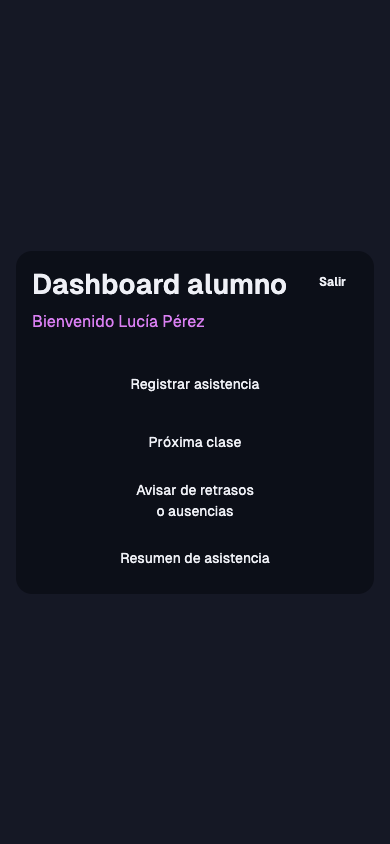 Dashboard alumno
Salir
Bienvenido Lucía Pérez
Registrar asistencia
Próxima clase
Avisar de retrasos
o ausencias
Resumen de asistencia